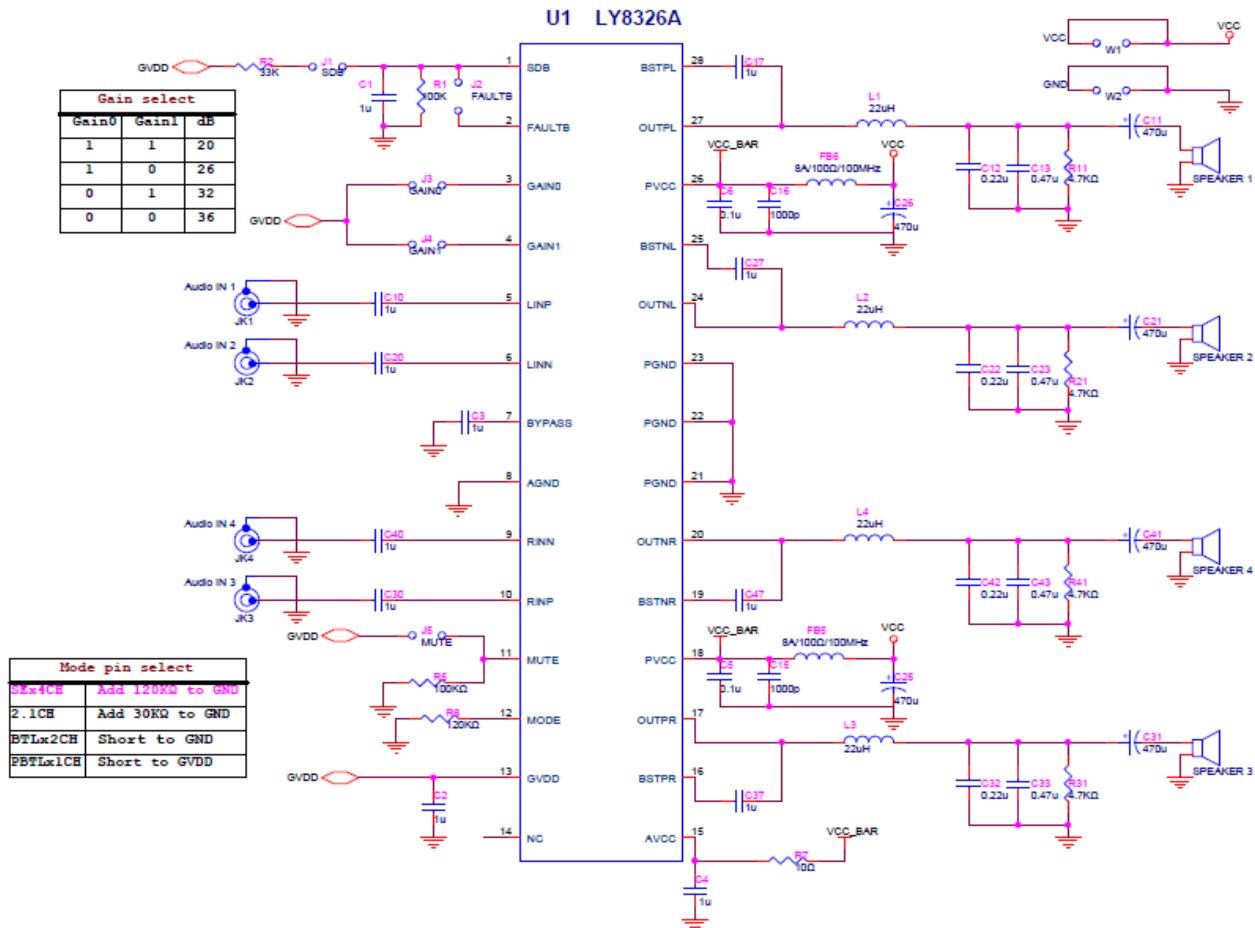 U1 LY8326A
GVDD
R2
33K
J1
SDB
C1
1u
R1
100K
J2
FAULTB
1
SDB
2
FAULTB
Gain select
Gain0 Gain1 dB
1 1 20
1 0 26
0 1 32
0 0 36
GVDD
J3
GAIN0
J4
GAIN1
3
GAIN0
4
GAIN1
Audio IN 1
JK1
C10
1u
5
LINP
Audio IN 2
JK2
C20
1u
6
LINN
C3
1u
7
BYPASS
8
AGND
Audio IN 4
JK4
C40
1u
9
RINN
Audio IN 3
JK3
C30
1u
10
RINP
GVDD
J5
MUTE
R5
100KΩ
11
MUTE
R6
120KΩ
12
MODE
Mode pin select
SEx4CH Add 120KΩ to GND
2.1CH Add 30KΩ to GND
BTLx2CH Short to GND
PBTLx1CH Short to GVDD
GVDD
C2
1u
13
GVDD
14
NC
28
BSTPL
C17
1u
27
OUTPL
L1
22uH
VCC
W1
VCC
GND
W2
C12
0.22u
C13
0.47u
R11
4.7KΩ
C11
470u
SPEAKER 1
26
PVCC
VCC_BAR
C6
0.1u
C16
1000p
FB6
8A/100Ω/100MHz
VCC
C26
470u
25
BSTNL
C27
1u
24
OUTNL
L2
22uH
C22
0.22u
C23
0.47u
R21
4.7KΩ
C21
470u
SPEAKER 2
23
PGND
22
PGND
21
PGND
20
OUTNR
L4
22uH
C42
0.22u
C43
0.47u
R41
4.7KΩ
C41
470u
SPEAKER 4
19
BSTNR
C47
1u
18
PVCC
VCC_BAR
C5
0.1u
C15
1000p
FB5
8A/100Ω/100MHz
VCC
C25
470u
17
OUTPR
L3
22uH
C32
0.22u
C33
0.47u
R31
4.7KΩ
C31
470u
SPEAKER 3
16
BSTPR
C37
1u
15
AVCC
R7
10Ω
VCC_BAR
C4
1u